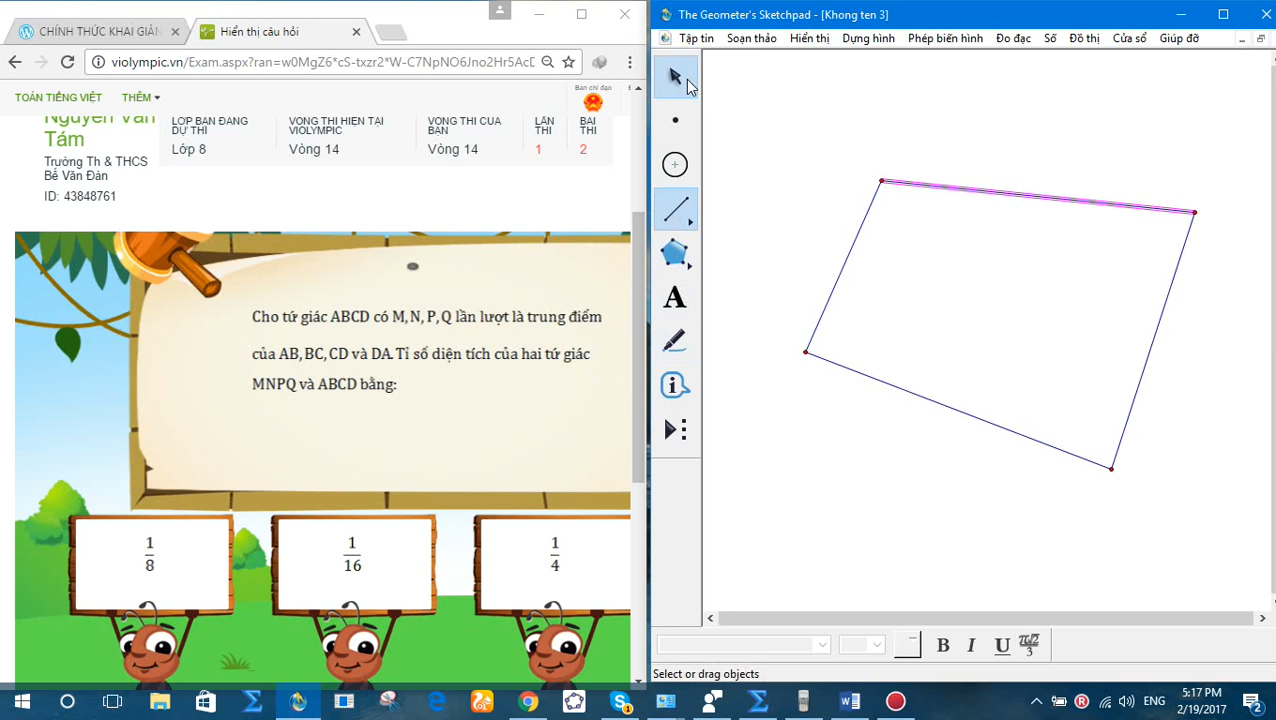 CHÍNH THỨC KHAI GIẢN
Hiển thị câu hỏi
violympic.vn/Exam.aspx?ran=w0MgZ6*cS-txzr2*W-C7NpNO6Jno2Hr5AcD
TOÁN TIẾNG VIỆT
THÊM
Ban chỉ đạo
Nguyễn Văn
Tám
Trường Th & THCS
Bế Văn Đàn
ID: 43848761
LỚP BẠN ĐANG
DỰ THI
Lớp 8
VÒNG THI HIỆN TẠI
VIOLYMPIC
Vòng 14
VÒNG THI CỦA
BẠN
Vòng 14
LẦN
THI
1
BÀI
THI
2
Cho tứ giác ABCD có M, N, P, Q lần lượt là trung điểm
của AB, BC, CD và DA. Tỉ số diện tích của hai tứ giác
MNPQ và ABCD bằng:
1
8
1
16
1
4
The Geometer's Sketchpad - [Khong ten 3]
Tập tin Soạn thảo Hiển thị Dựng hình Phép biến hình Đo đạc Số Đồ thị Cửa sổ Giúp đỡ
A
B I U π√2/3
Select or drag objects
ENG
5:17 PM
2/19/2017